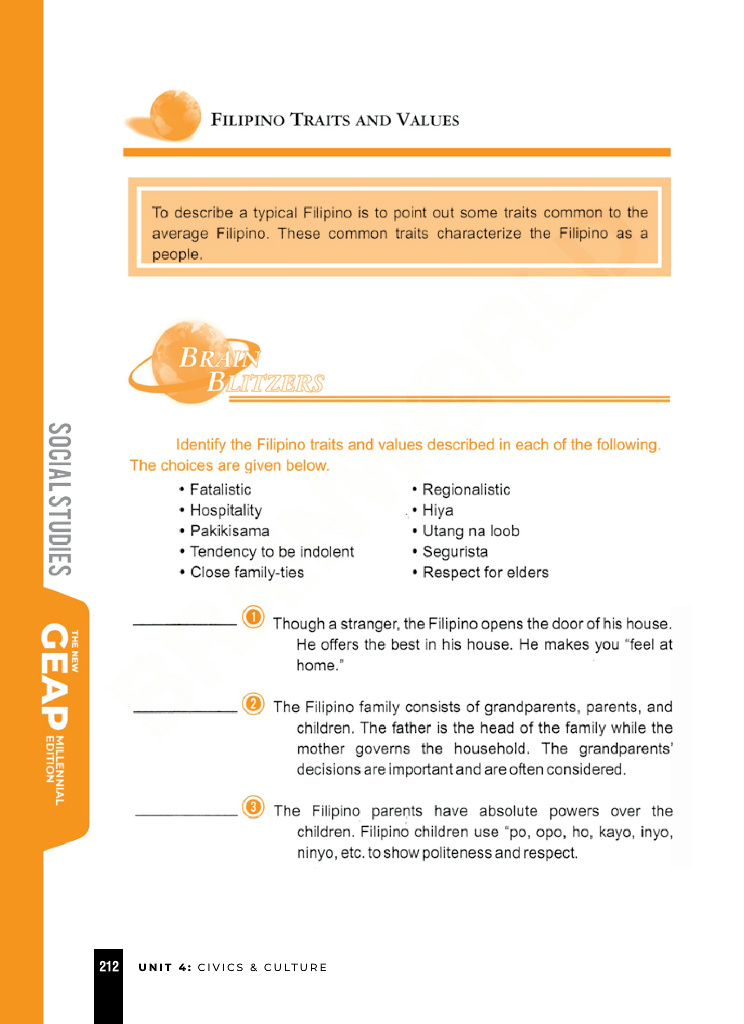 FILIPINO TRAITS AND VALUES
To describe a typical Filipino is to point out some traits common to the
average Filipino. These common traits characterize the Filipino as a
people.
BRAIN
BLITZERS
Identify the Filipino traits and values described in each of the following.
The choices are given below.
• Fatalistic
• Hospitality
• Pakikisama
• Tendency to be indolent
• Close family-ties
• Regionalistic
• Hiya
• Utang na loob
• Segurista
• Respect for elders
1 Though a stranger, the Filipino opens the door of his house.
He offers the best in his house. He makes you "feel at
home."
2 The Filipino family consists of grandparents, parents, and
children. The father is the head of the family while the
mother governs the household. The grandparents'
decisions are important and are often considered.
3 The Filipino parents have absolute powers over the
children. Filipino children use "po, opo, ho, kayo, inyo,
ninyo, etc. to show politeness and respect.
SOCIAL STUDIES
THE NEW
GEAP
MILLENNIAL
EDITION
212 UNIT 4: CIVICS & CULTURE